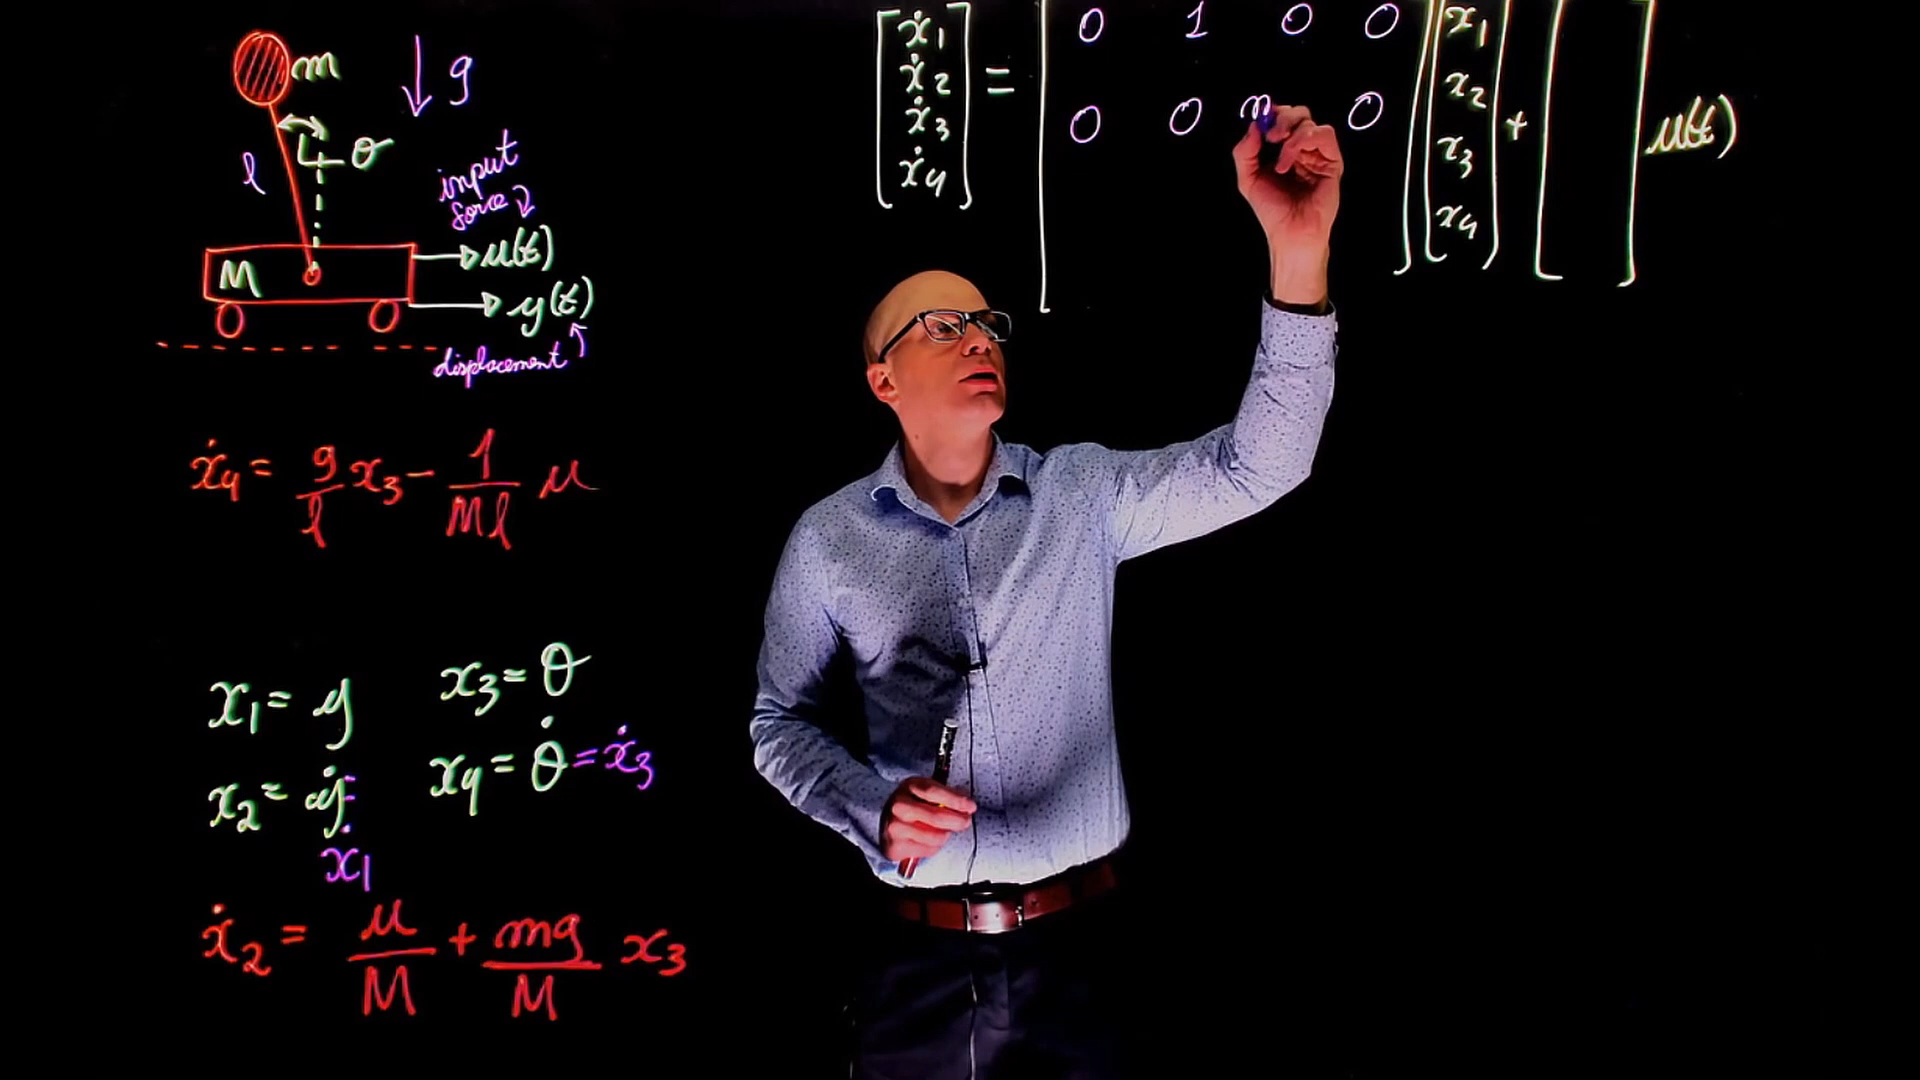 m
g
θ
l
input
force
M
u(t)
y(t)
displacement
ẋ4 = g/l x3 - 1/Ml u
x1 = y
x3 = θ
x2 = ẏ = ẋ1
x4 = θ̇ = ẋ3
ẋ2 = u/M + mg/M x3
[ẋ1 ẋ2 ẋ3 ẋ4] = [0 1 0 0
0 0 m 0] [x1 x2 x3 x4] + [ ] u(t)